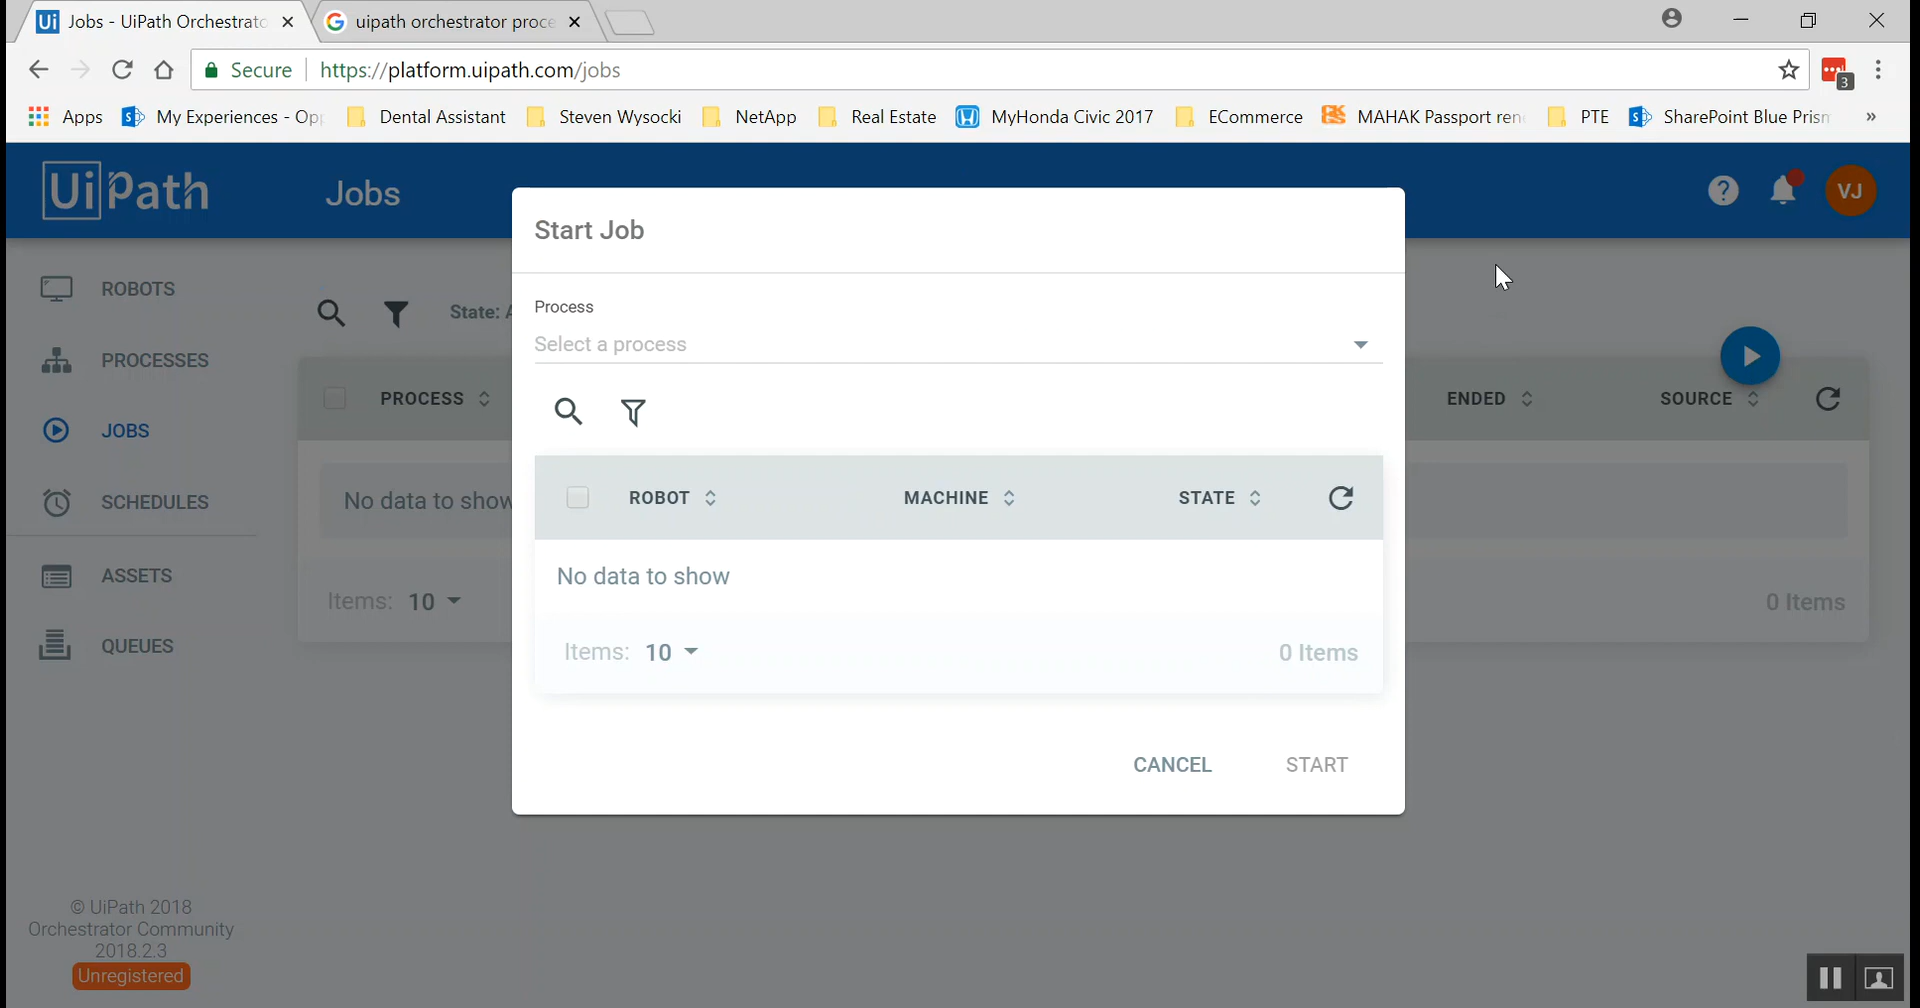 Jobs - UiPath Orchestrato
uipath orchestrator proce
Secure https://platform.uipath.com/jobs
3
Apps My Experiences - Op Dental Assistant Steven Wysocki NetApp Real Estate MyHonda Civic 2017 ECommerce MAHAK Passport ren PTE SharePoint Blue Prism »
UiPath
Jobs
VJ
ROBOTS
PROCESSES
JOBS
SCHEDULES
ASSETS
QUEUES
State: A
PROCESS
ENDED
SOURCE
No data to show
Items: 10
0 Items
Start Job
Process
Select a process
ROBOT MACHINE STATE
No data to show
Items: 10 0 Items
CANCEL START
© UiPath 2018
Orchestrator Community
2018.2.3
Unregistered